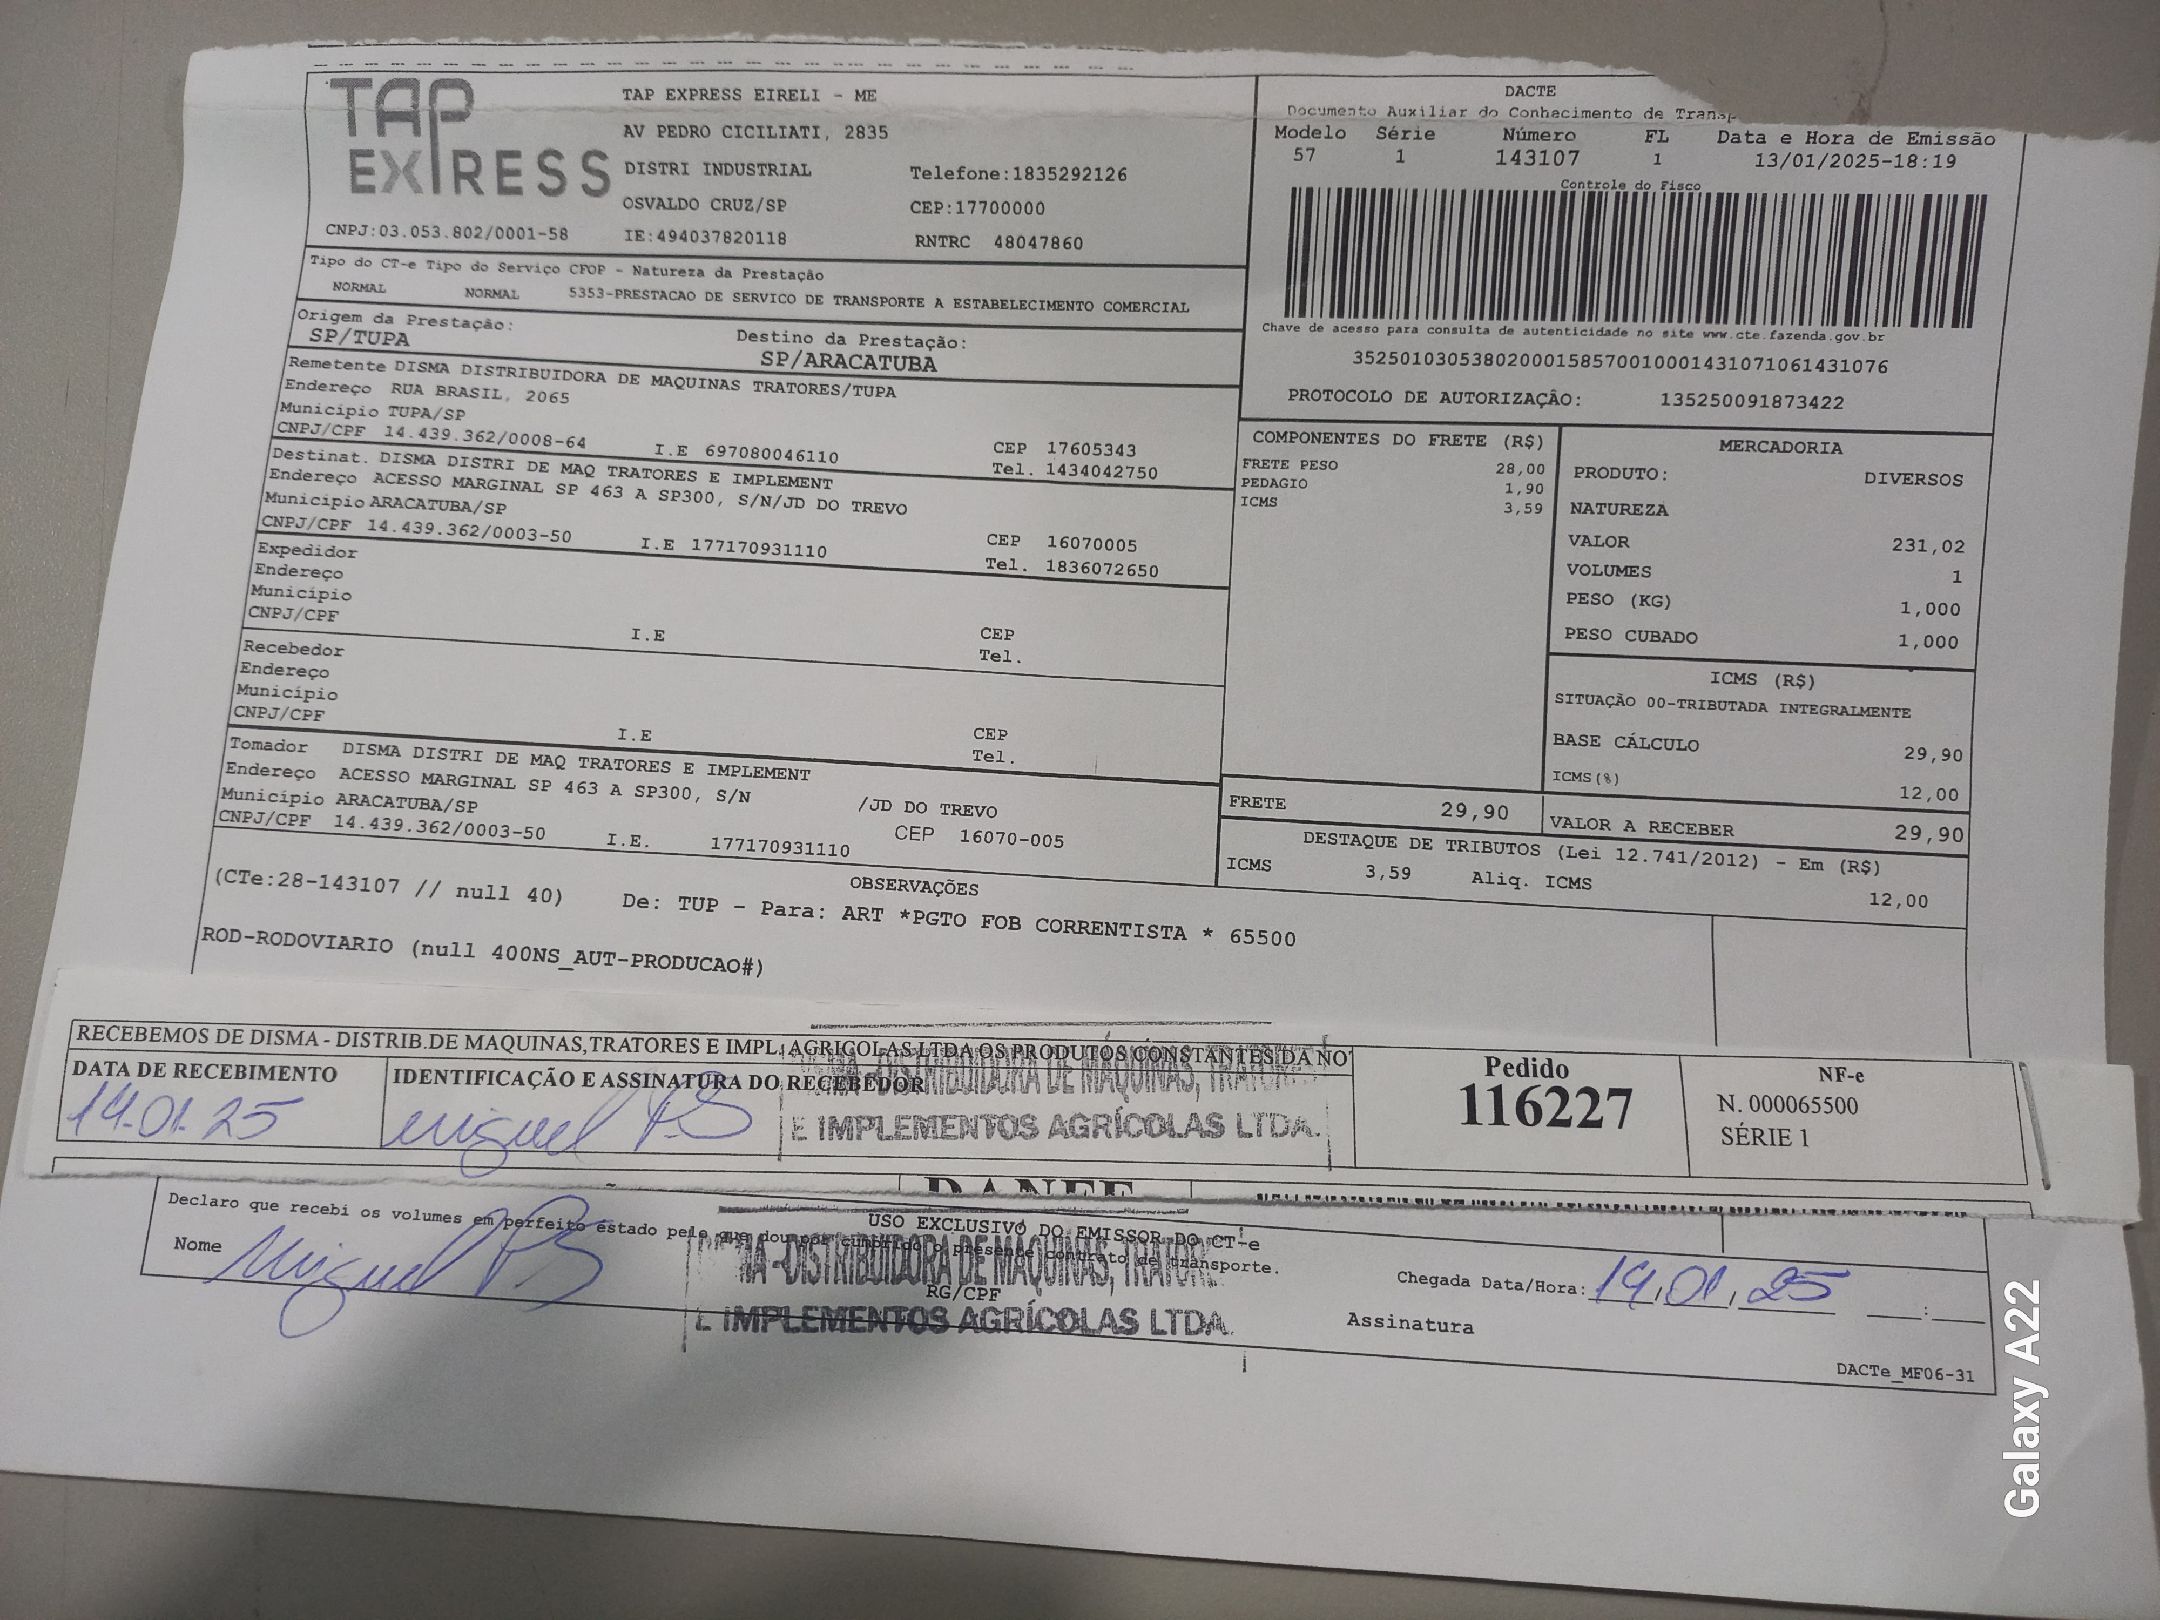 TAP EXPRESS
TAP EXPRESS EIRELI - ME
AV PEDRO CICILIATI, 2835
DISTRI INDUSTRIAL Telefone:1835292126
OSVALDO CRUZ/SP CEP:17700000
CNPJ:03.053.802/0001-58 IE:494037820118 RNTRC 48047860
DACTE
Documento Auxiliar do Conhecimento de
Modelo Série Número FL Data e Hora de Emissão
57 1 143107 1 13/01/2025-18:19
Controle do Fisco
Chave de acesso para consulta de autenticidade no site www.cte.fazenda.gov.br
35250103053802000158570010001431071061431076
PROTOCOLO DE AUTORIZAÇÂO: 135250091873422
Tipo do CT-e Tipo do Serviço CFOP - Natureza da Prestação
NORMAL NORMAL 5353-PRESTACAO DE SERVICO DE TRANSPORTE A ESTABELECIMENTO COMERCIAL
Origem da Prestação: Destino da Prestação:
SP/TUPA SP/ARACATUBA
Remetente DISMA DISTRIBUIDORA DE MAQUINAS TRATORES/TUPA
Endereço RUA BRASIL, 2065
Município TUPA/SP CEP 17605343
CNPJ/CPF 14.439.362/0008-64 I.E 697080046110 Tel. 1434042750
Destinat. DISMA DISTRI DE MAQ TRATORES E IMPLEMENT
Endereço ACESSO MARGINAL SP 463 A SP300, S/N/JD DO TREVO
Município ARACATUBA/SP CEP 16070005
CNPJ/CPF 14.439.362/0003-50 I.E 177170931110 Tel. 1836072650
Expedidor
Endereço
Município CEP
CNPJ/CPF I.E Tel.
Recebedor
Endereço
Município CEP
CNPJ/CPF I.E Tel.
Tomador DISMA DISTRI DE MAQ TRATORES E IMPLEMENT
Endereço ACESSO MARGINAL SP 463 A SP300, S/N /JD DO TREVO
Município ARACATUBA/SP CEP 16070-005
CNPJ/CPF 14.439.362/0003-50 I.E. 177170931110
COMPONENTES DO FRETE (R$)
FRETE PESO 28,00
PEDAGIO 1,90
ICMS 3,59
MERCADORIA
PRODUTO: DIVERSOS
NATUREZA
VALOR 231,02
VOLUMES 1
PESO (KG) 1,000
PESO CUBADO 1,000
ICMS (R$)
SITUAÇÃO 00-TRIBUTADA INTEGRALMENTE
BASE CÁLCULO 29,90
ICMS(%) 12,00
FRETE 29,90 VALOR A RECEBER 29,90
DESTAQUE DE TRIBUTOS (Lei 12.741/2012) - Em (R$)
ICMS 3,59 Aliq. ICMS 12,00
OBSERVAÇÕES
(CTe:28-143107 // null 40) De: TUP - Para: ART *PGTO FOB CORRENTISTA * 65500
ROD-RODOVIARIO (null 400NS_AUT-PRODUCAO#)
RECEBEMOS DE DISMA - DISTRIB.DE MAQUINAS,TRATORES E IMPL. AGRICOLAS LTDA OS PRODUTOS CONSTANTES DA
DATA DE RECEBIMENTO IDENTIFICAÇÃO E ASSINATURA DO RECEBEDOR
14.01.25 Miguel
DISTRIBUIDORA DE MÁQUINAS,
E IMPLEMENTOS AGRÍCOLAS LTDA.
Pedido
116227
NF-e
N. 000065500
SÉRIE 1
DANFE
USO EXCLUSIVO DO EMISSOR DO CT-e
Declaro que recebi os volumes em perfeito estado pelo que dou por cumprido o presente contrato de transporte.
Nome Miguel RG/CPF
DISTRIBUIDORA DE MÁQUINAS,
E IMPLEMENTOS AGRÍCOLAS LTDA.
Chegada Data/Hora: 14,01,25 :
Assinatura
DACTe_MF06-31
Galaxy A22